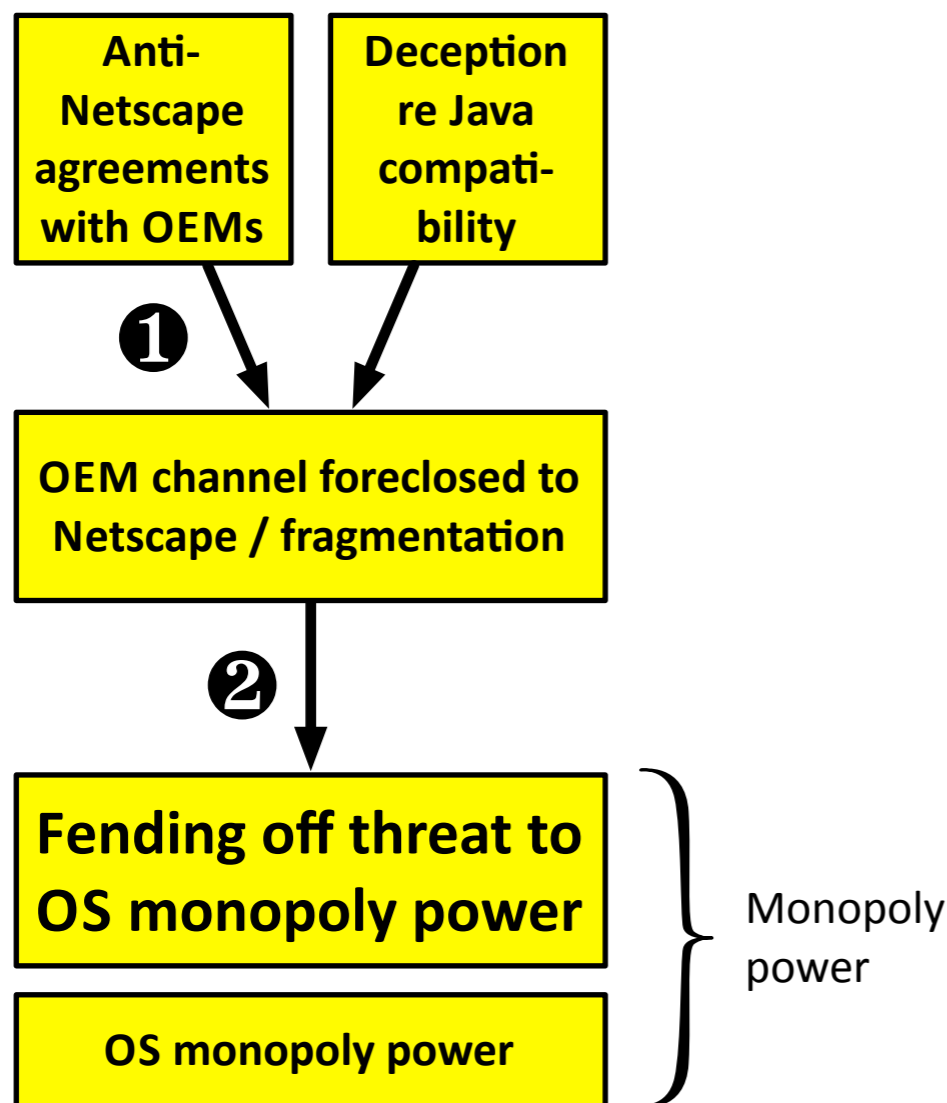 Anti-
Netscape
agreements
with OEMs
Deception
re Java
compati-
bility
❶
OEM channel foreclosed to
Netscape / fragmentation
❷
Fending off threat to
OS monopoly power
Monopoly
power
OS monopoly power